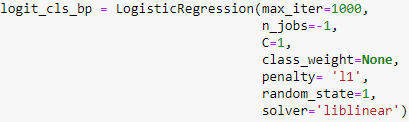 logit_cls_bp = LogisticRegression(max_iter=1000,
n_jobs=-1,
C=1,
class_weight=None,
penalty= 'l1',
random_state=1,
solver='liblinear')